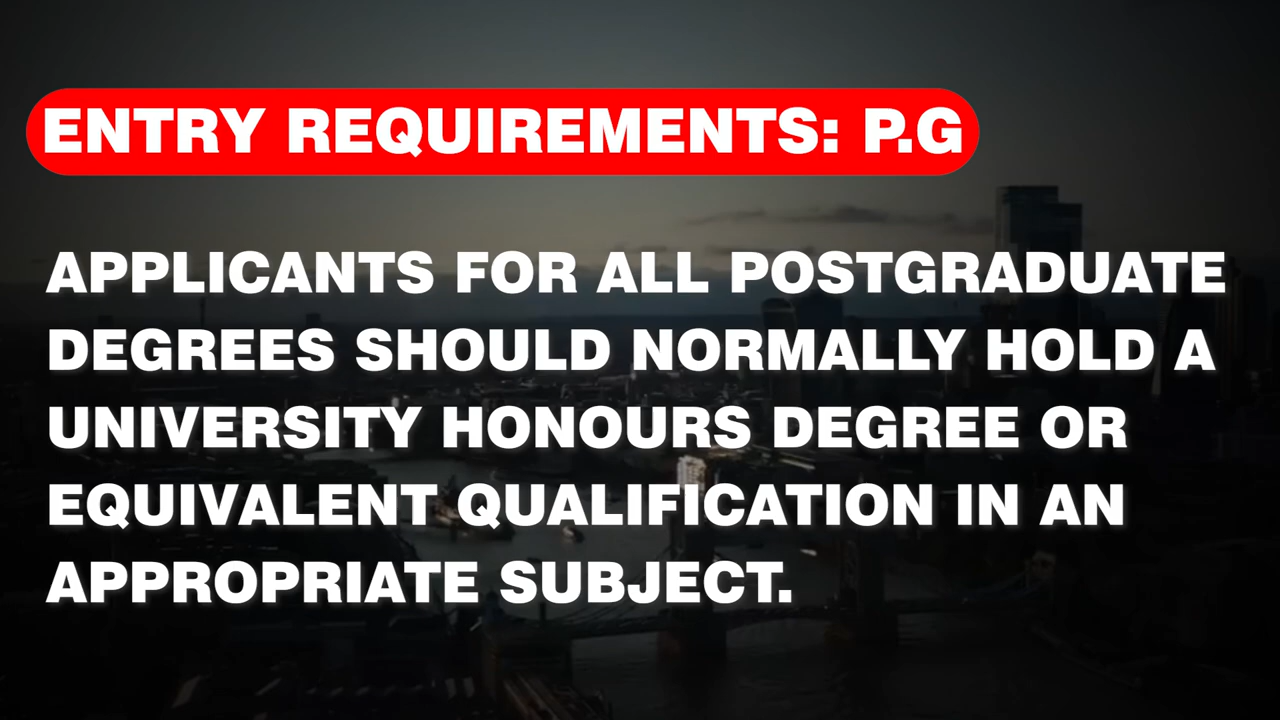 ENTRY REQUIREMENTS: P.G
APPLICANTS FOR ALL POSTGRADUATE
DEGREES SHOULD NORMALLY HOLD A
UNIVERSITY HONOURS DEGREE OR
EQUIVALENT QUALIFICATION IN AN
APPROPRIATE SUBJECT.